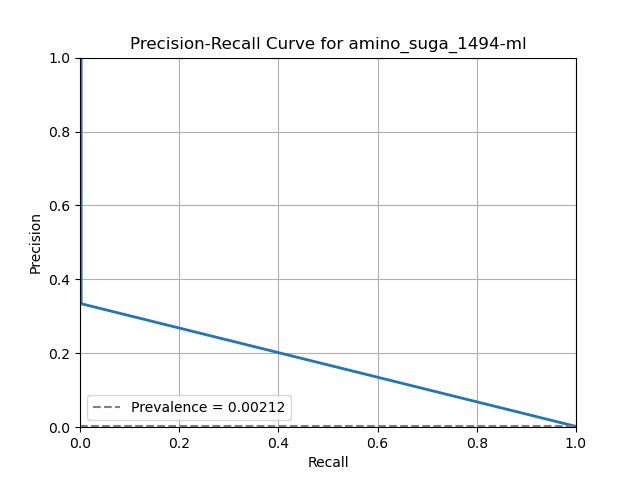 Precision-Recall Curve for amino_suga_1494-ml
1.0
0.8
0.6
0.4
0.2
0.0
Precision
Prevalence = 0.00212
0.0 0.2 0.4 0.6 0.8 1.0
Recall